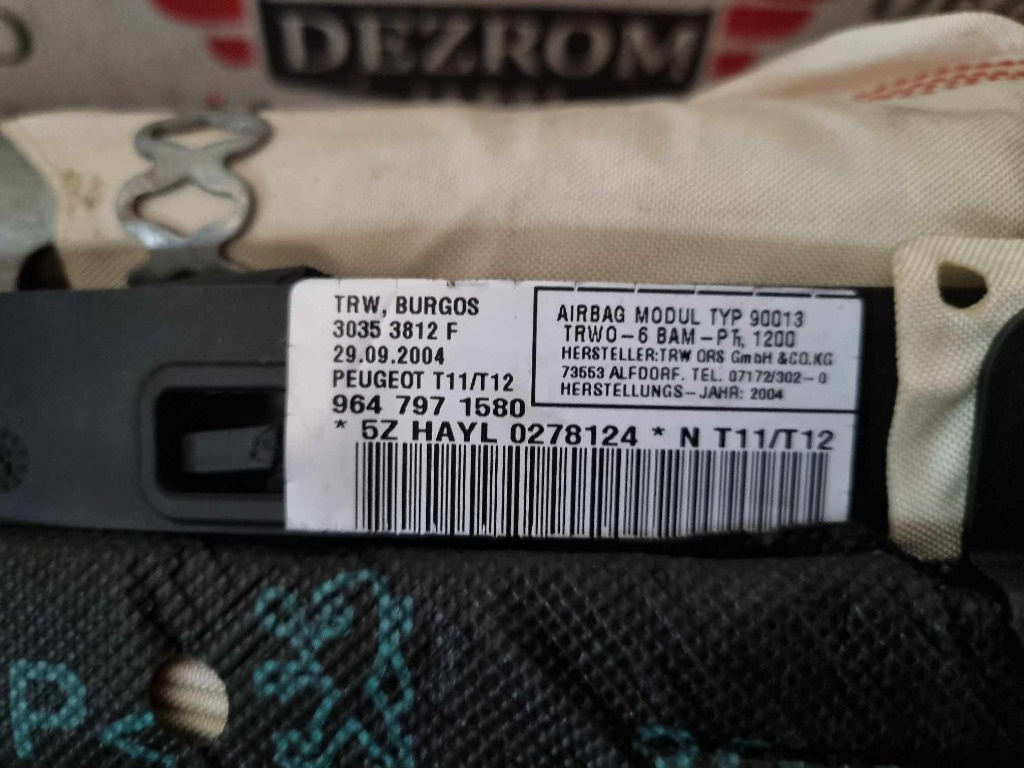 DEZROM
TRW, BURGOS
3035 3812 F
29.09.2004
PEUGEOT T11/T12
964 797 1580
AIRBAG MODUL TYP 90013
TRWO-6 BAM-PTh, 1200
HERSTELLER:TRW ORS GmbH &CO.KG
73553 ALFDORF. TEL. 07172/302-0
HERSTELLUNGS-JAHR: 2004
* 5Z HAYL 0278124 * N T11/T12